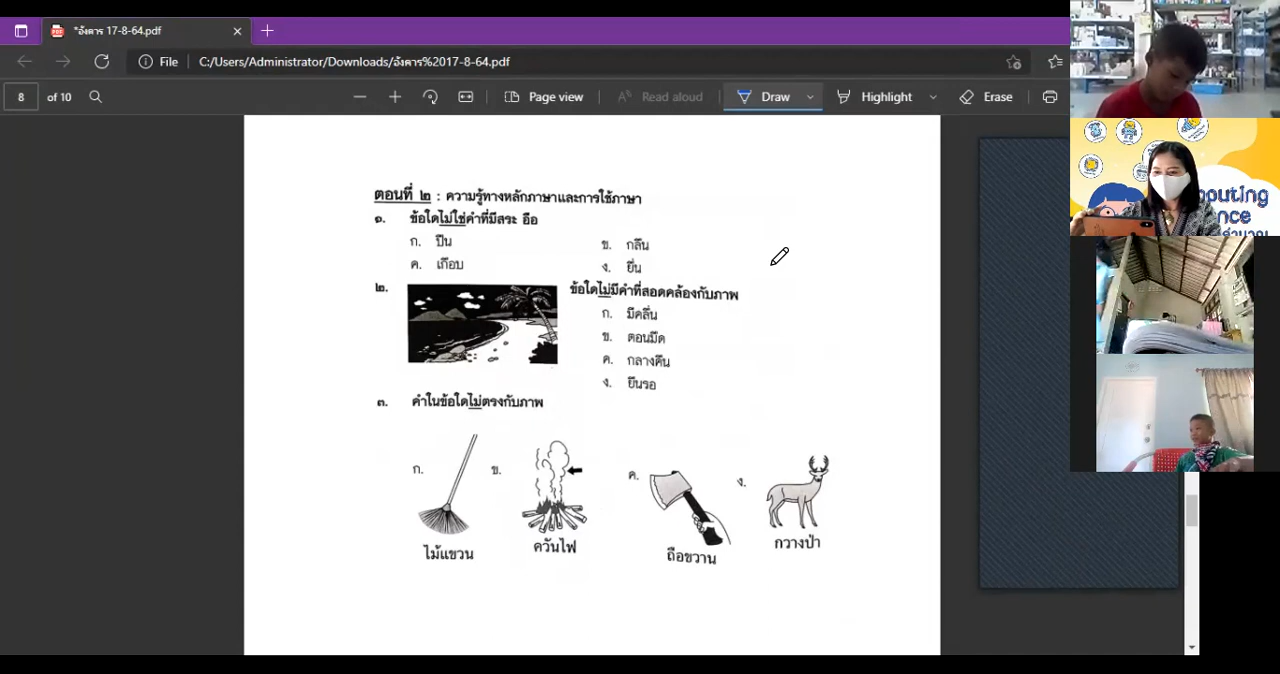 *อังคาร 17-8-64.pdf
File C:/Users/Administrator/Downloads/อังคาร%2017-8-64.pdf
8 of 10 Page view Read aloud Draw Highlight Erase
ตอนที่ ๒ : ความรู้ทางหลักภาษาและการใช้ภาษา
๑. ข้อใดไม่ใช่คำที่มีสระ อือ
ก. ปืน ข. กลืน
ค. เกือบ ง. ยื่น
๒. ข้อใดไม่มีคำที่สอดคล้องกับภาพ
ก. มีคลื่น
ข. ตอนมืด
ค. กลางคืน
ง. ยืนรอ
๓. คำในข้อใดไม่ตรงกับภาพ
ก. ข. ค. ง.
ไม้แขวน ควันไฟ ถือขวาน กวางป่า